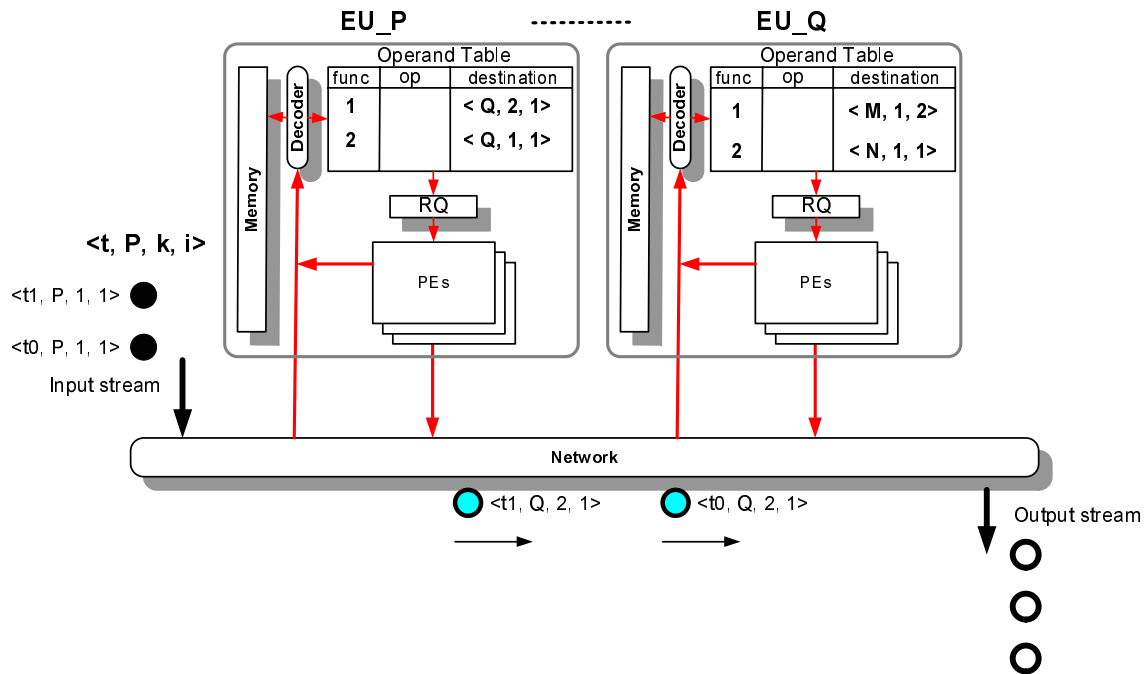 EU_P
EU_Q
Operand Table
func op destination
1 < Q, 2, 1>
2 < Q, 1, 1>
Decoder
Memory
RQ
PEs
Operand Table
func op destination
1 < M, 1, 2>
2 < N, 1, 1>
Decoder
Memory
RQ
PEs
<t, P, k, i>
<t1, P, 1, 1>
<t0, P, 1, 1>
Input stream
Network
<t1, Q, 2, 1>
<t0, Q, 2, 1>
Output stream